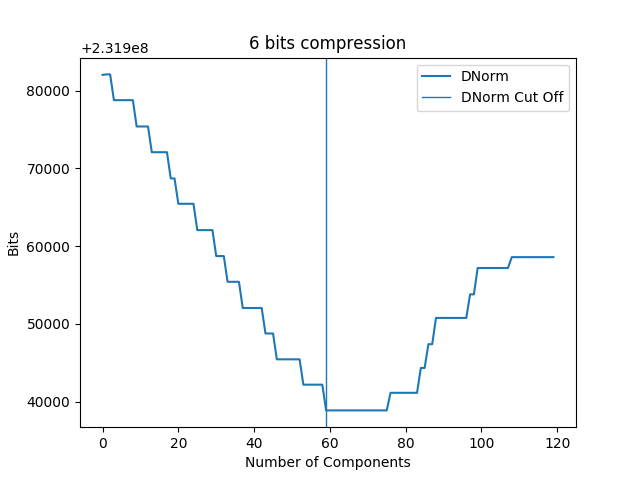 6 bits compression
+2.319e8
DNorm
DNorm Cut Off
80000
70000
60000
50000
40000
Bits
0 20 40 60 80 100 120
Number of Components